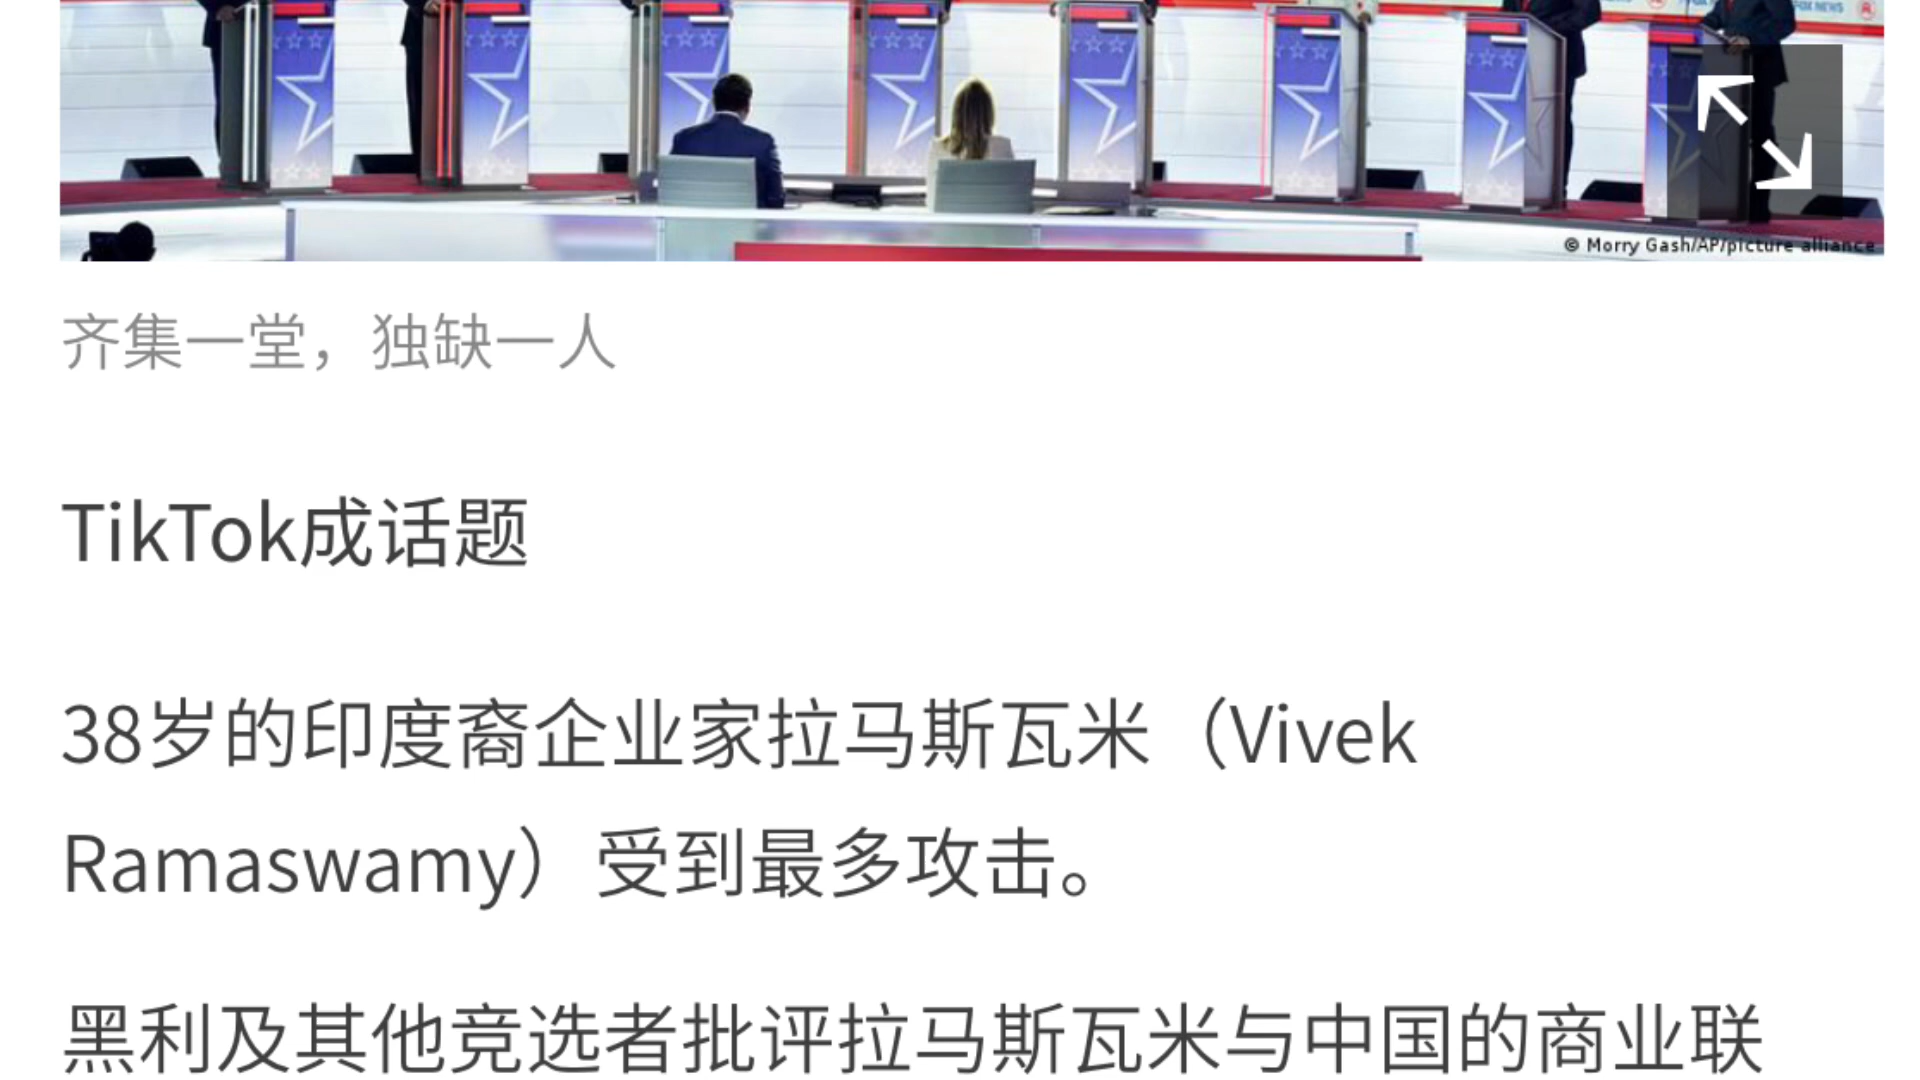 FOX NEWS
© Morry Gash/AP/picture alliance
齐集一堂，独缺一人
TikTok成话题
38岁的印度裔企业家拉马斯瓦米（Vivek
Ramaswamy）受到最多攻击。
黑利及其他竞选者批评拉马斯瓦米与中国的商业联